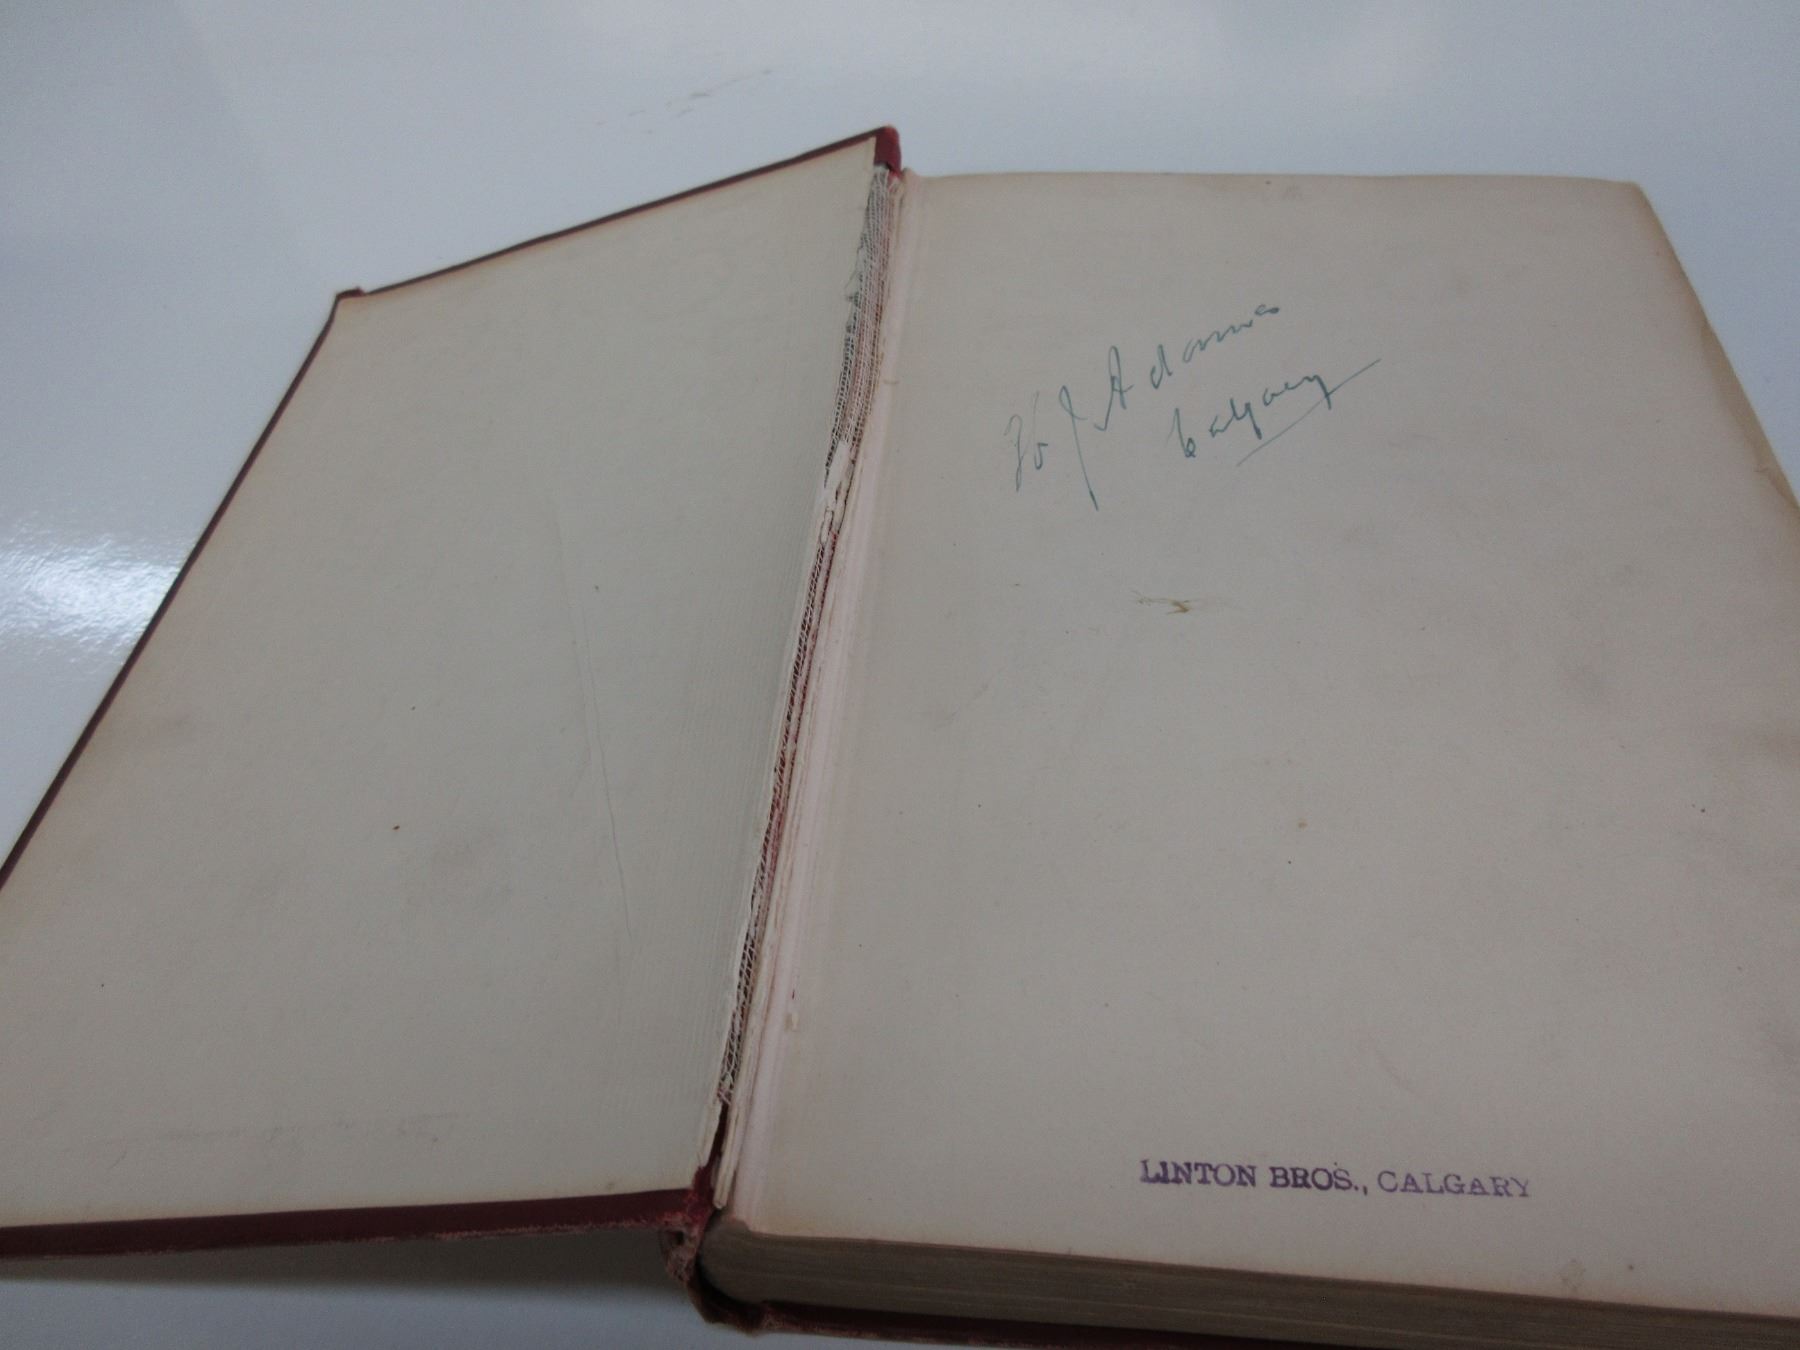 J Adams
Calgary
LINTON BROS., CALGARY